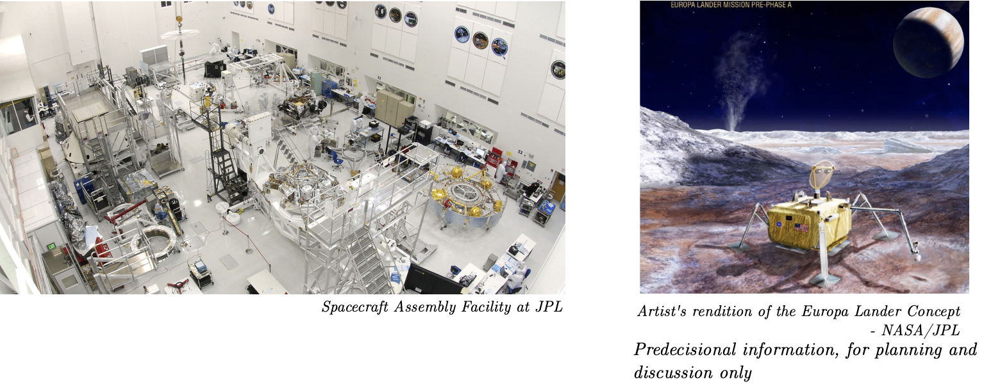 EUROPA LANDER MISSION PRE-PHASE A
Spacecraft Assembly Facility at JPL
Artist's rendition of the Europa Lander Concept
- NASA/JPL
Predecisional information, for planning and
discussion only